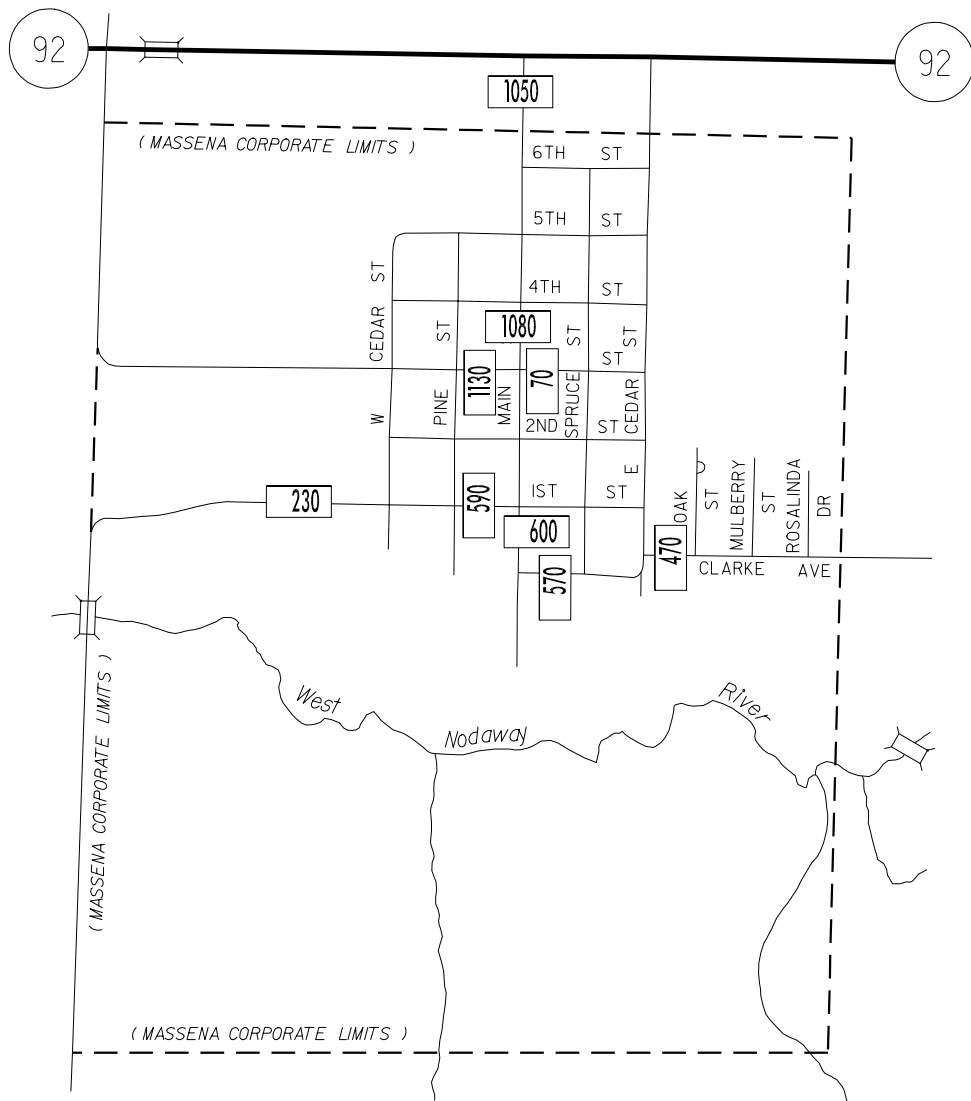 92
92
1050
( MASSENA CORPORATE LIMITS )
6TH ST
5TH ST
W CEDAR ST
4TH ST
PINE ST
1080
MAIN
SPRUCE ST
ST
E CEDAR ST
1130
70
2ND ST
230
590
1ST ST
600
570
470
OAK ST
MULBERRY ST
ROSALINDA DR
CLARKE AVE
West Nodaway River
( MASSENA CORPORATE LIMITS )
( MASSENA CORPORATE LIMITS )